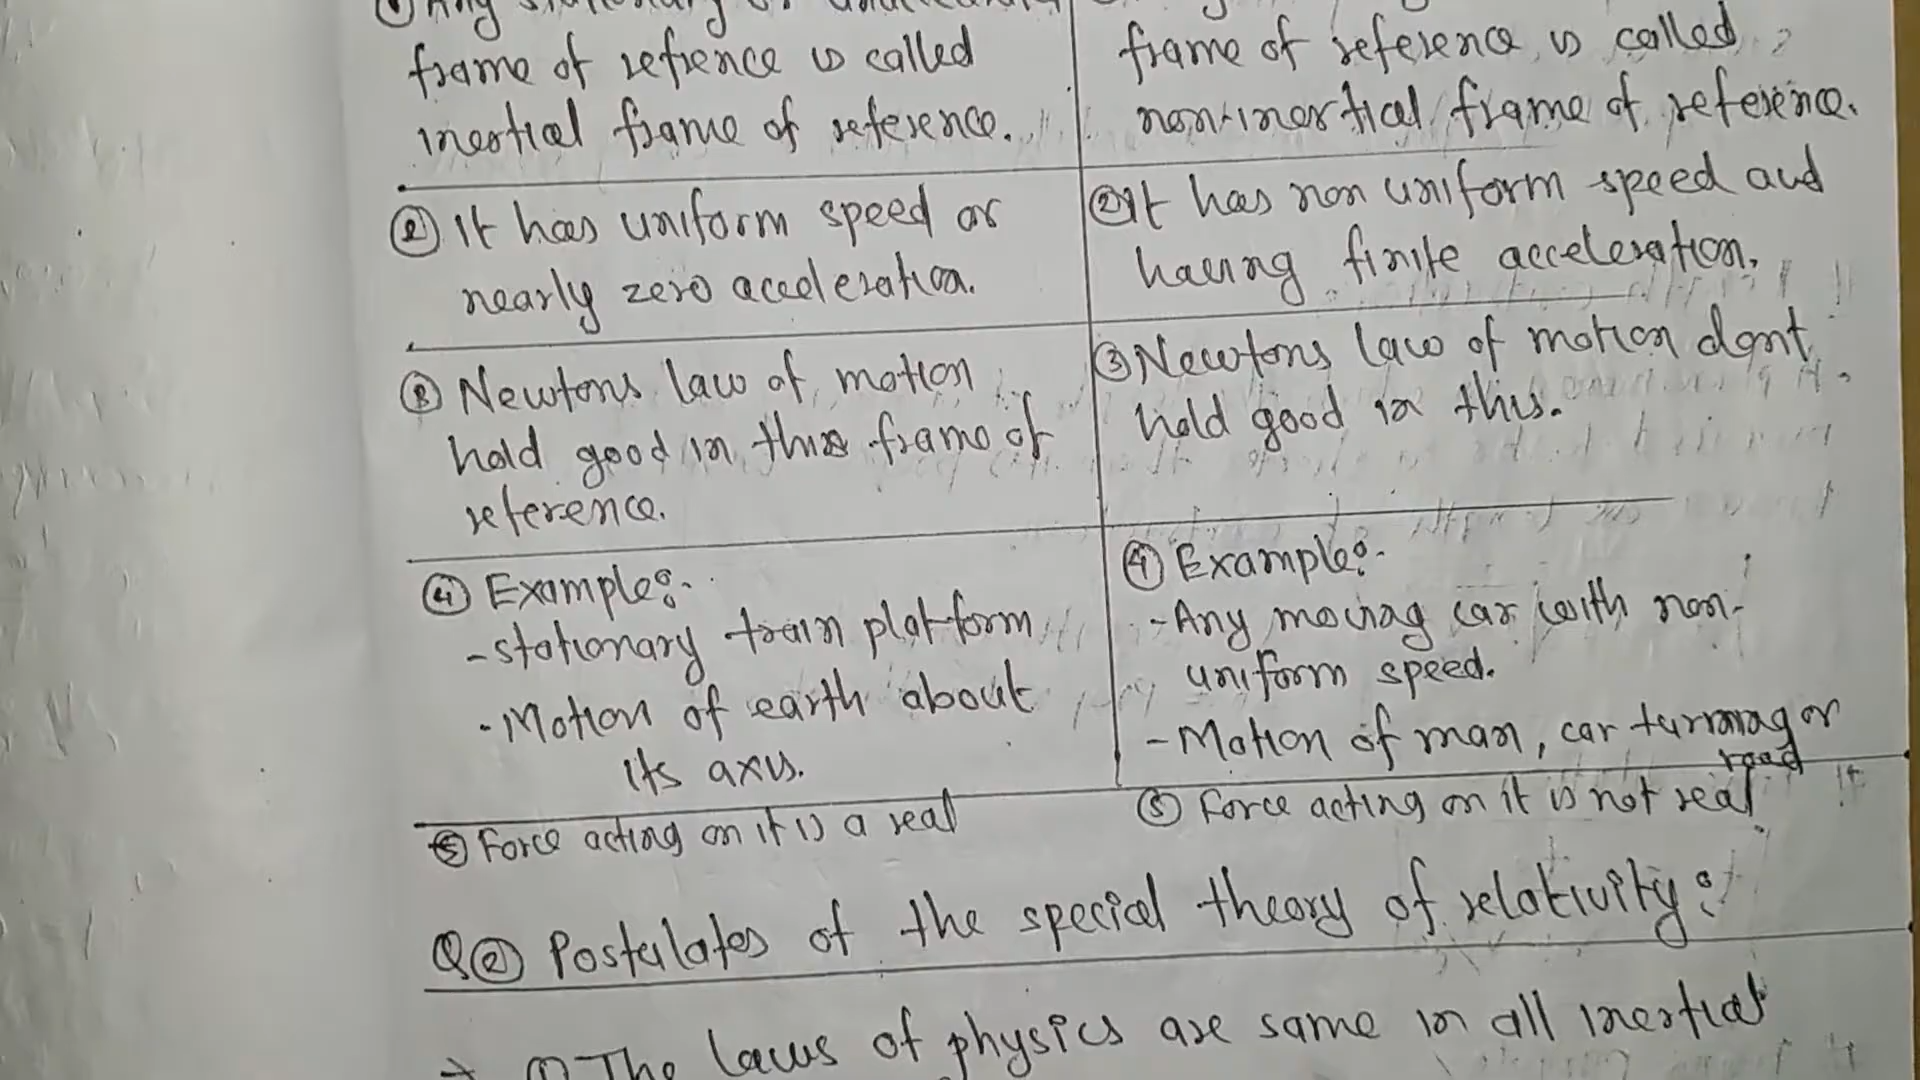 ① Any stationary or unaccelerated
frame of refrence is called
inertial frame of reference.
frame of reference is called
non-inertial frame of reference.
② It has uniform speed or
nearly zero acceleration.
② It has non uniform speed and
having finite acceleration.
③ Newtons law of motion
hold good in this frame of
reference.
③ Newtons law of motion dont
hold good in this.
④ Example:-
- stationary train platform
- Motion of earth about
its axis.
④ Example:-
- Any moving car with non-
uniform speed.
- Motion of man, car turning on
road
⑤ Force acting on it is a real
⑤ Force acting on it is not real
Q② Postulates of the special theory of relativity:
→ ① The laws of physics are same in all inertial